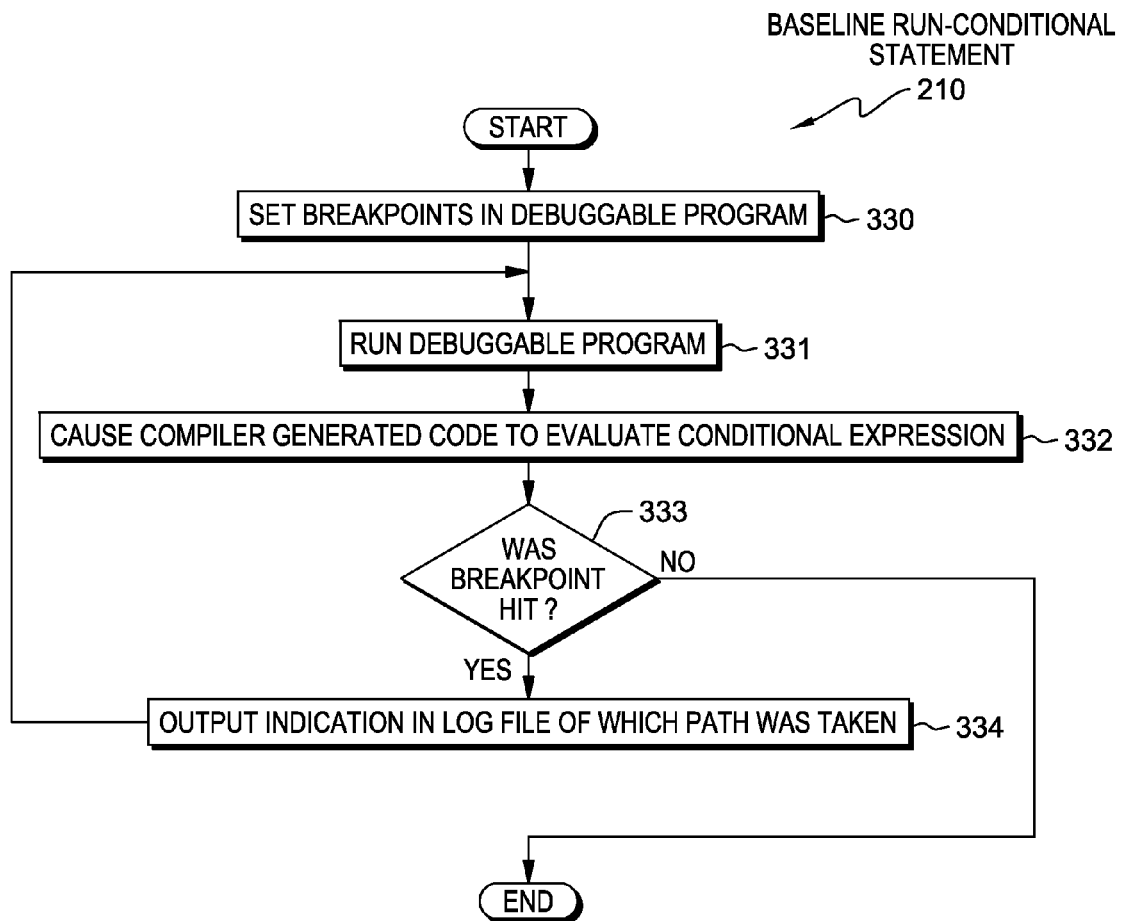 BASELINE RUN-CONDITIONAL
STATEMENT
210
START
SET BREAKPOINTS IN DEBUGGABLE PROGRAM
330
RUN DEBUGGABLE PROGRAM
331
CAUSE COMPILER GENERATED CODE TO EVALUATE CONDITIONAL EXPRESSION
332
333
WAS
BREAKPOINT
HIT ?
NO
YES
OUTPUT INDICATION IN LOG FILE OF WHICH PATH WAS TAKEN
334
END